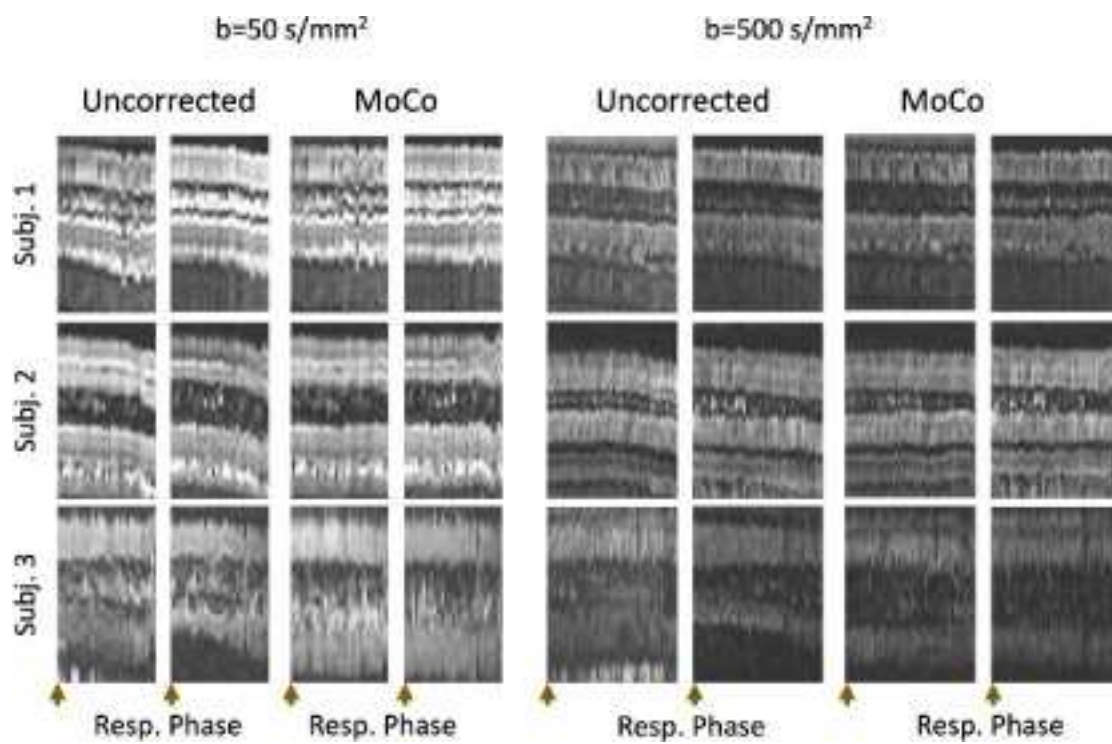 b=50 s/mm²
b=500 s/mm²
Uncorrected
MoCo
Uncorrected
MoCo
Subj. 1
Subj. 2
Subj. 3
Resp. Phase
Resp. Phase
Resp. Phase
Resp. Phase